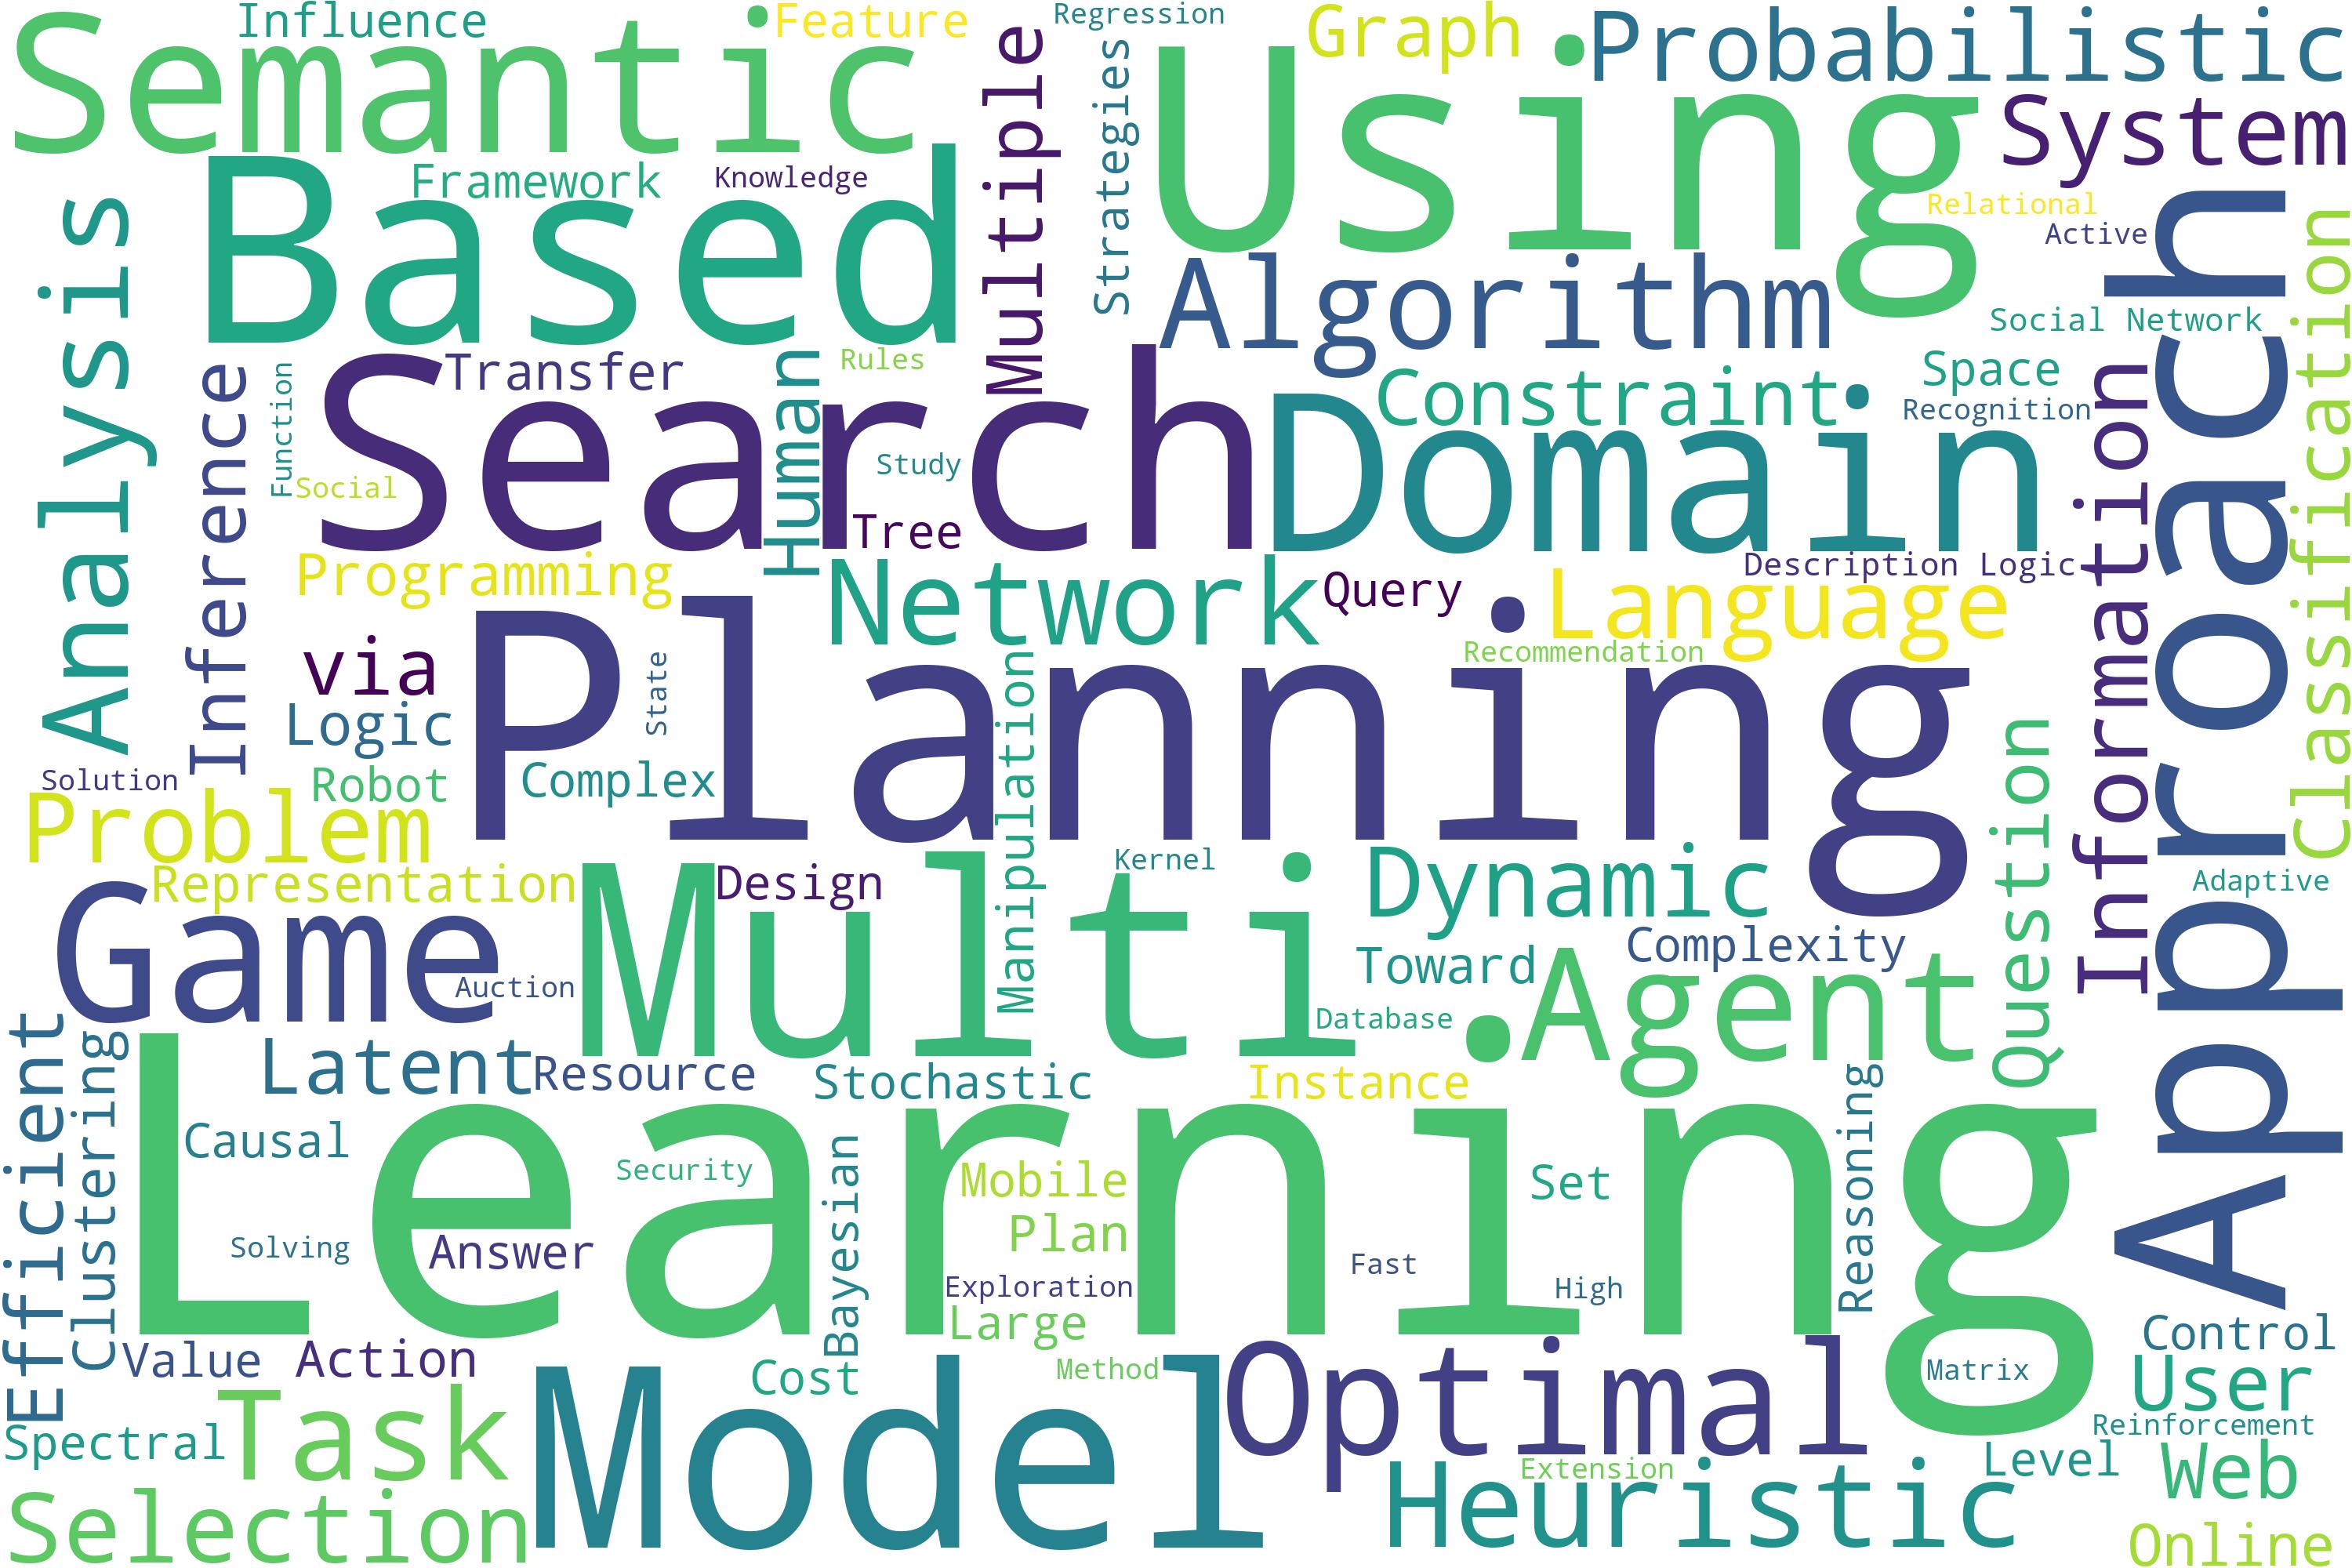 Influence
Feature
Regression
Graph
Probabilistic
Semantic
Using
Multiple
Strategies
System
Based
Framework
Knowledge
Relational
Active
Analysis
Algorithm
Approach
Classification
Social Network
Search
Transfer
Rules
Human
Constraint
Space
Recognition
Domain
Inference
Function
Social
Study
Tree
Information
Programming
Network
Query
Description Logic
Language
Recommendation
Planning
via
State
Manipulation
Logic
Solution
Robot
Complex
Question
Problem
Representation
Design
Kernel
Dynamic
Adaptive
Game
Multi
Auction
Toward
Complexity
Agent
Database
Efficient
Clustering
Latent
Resource
Stochastic
Instance
Reasoning
Learning
Causal
Security
Bayesian
Mobile
Set
Solving
Answer
Plan
Fast
Exploration
High
Large
Value
Action
Cost
Method
Optimal
Matrix
Control
User
Task
Model
Spectral
Reinforcement
Heuristic
Extension
Level
Web
Selection
Online